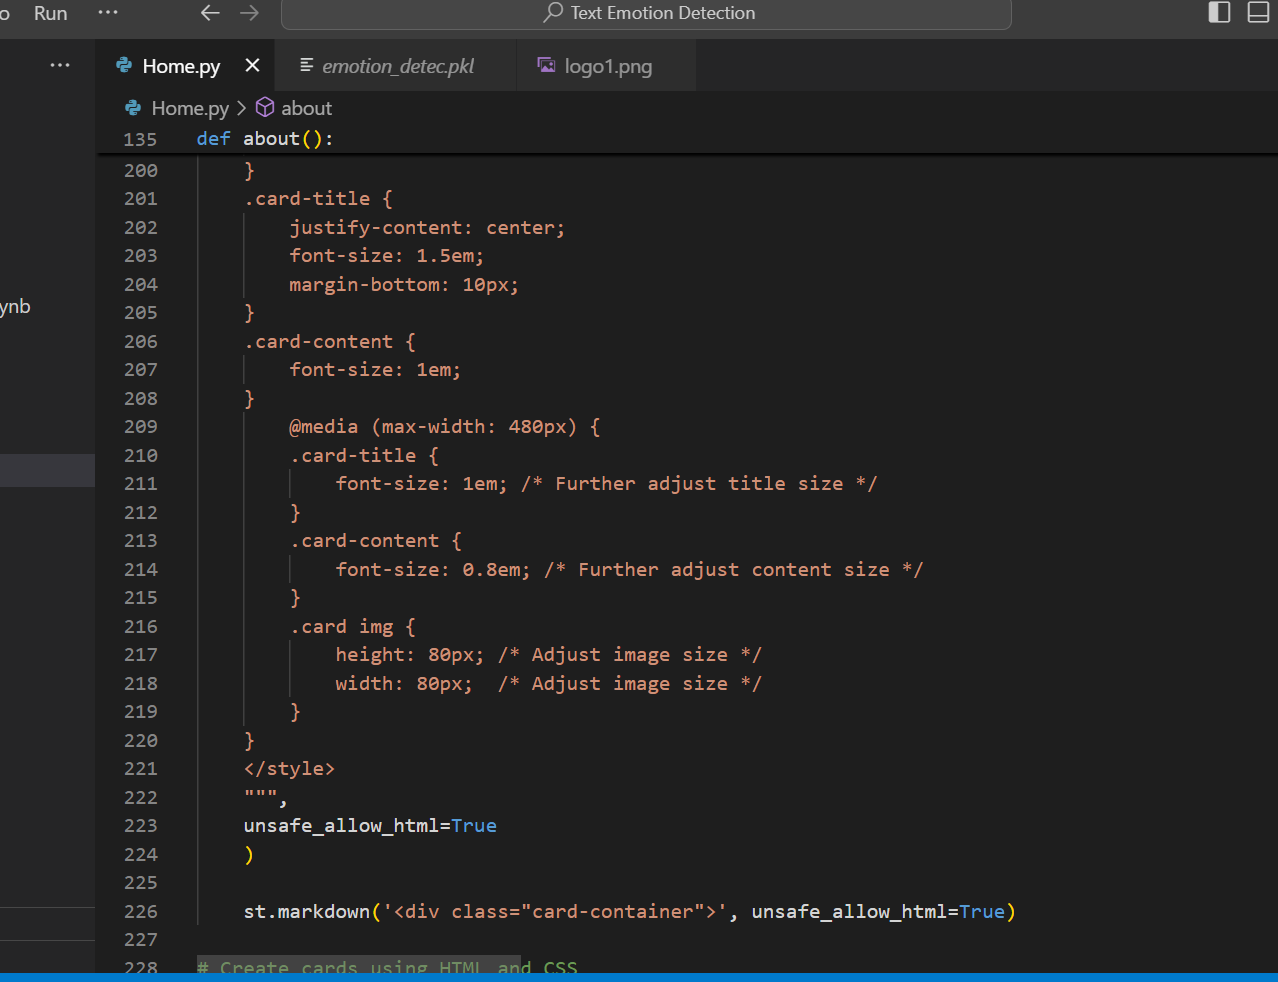 o Run ··· ← → Text Emotion Detection
··· Home.py × emotion_detec.pkl logo1.png
Home.py > about
135 def about():
200 }
201 .card-title {
202 justify-content: center;
203 font-size: 1.5em;
204 margin-bottom: 10px;
205 }
ynb
206 .card-content {
207 font-size: 1em;
208 }
209 @media (max-width: 480px) {
210 .card-title {
211 font-size: 1em; /* Further adjust title size */
212 }
213 .card-content {
214 font-size: 0.8em; /* Further adjust content size */
215 }
216 .card img {
217 height: 80px; /* Adjust image size */
218 width: 80px;  /* Adjust image size */
219 }
220 }
221 </style>
222 """,
223 unsafe_allow_html=True
224 )
225
226 st.markdown('<div class="card-container">', unsafe_allow_html=True)
227
228 # Create cards using HTML and CSS